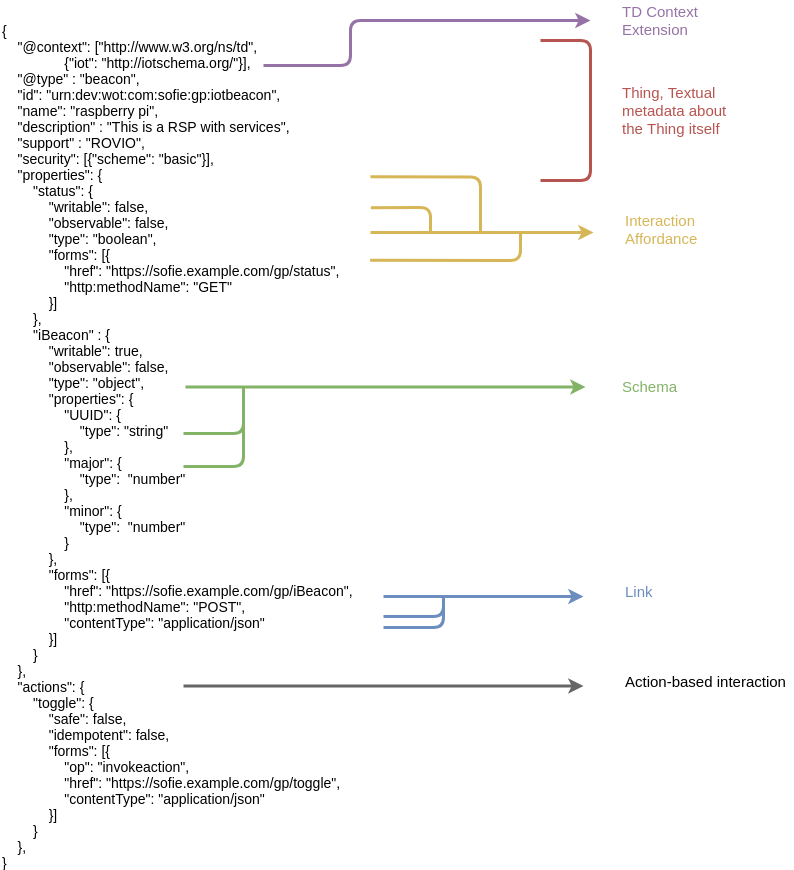 {
    "@context": ["http://www.w3.org/ns/td",
                {"iot": "http://iotschema.org/"}],
    "@type" : "beacon",
    "id": "urn:dev:wot:com:sofie:gp:iotbeacon",
    "name": "raspberry pi",
    "description" : "This is a RSP with services",
    "support" : "ROVIO",
    "security": [{"scheme": "basic"}],
    "properties": {
        "status": {
            "writable": false,
            "observable": false,
            "type": "boolean",
            "forms": [{
                "href": "https://sofie.example.com/gp/status",
                "http:methodName": "GET"
            }]
        },
        "iBeacon" : {
            "writable": true,
            "observable": false,
            "type": "object",
            "properties": {
                "UUID": {
                    "type": "string"
                },
                "major": {
                    "type":  "number"
                },
                "minor": {
                    "type":  "number"
                }
            },
            "forms": [{
                "href": "https://sofie.example.com/gp/iBeacon",
                "http:methodName": "POST",
                "contentType": "application/json"
            }]
        }
    },
    "actions": {
        "toggle": {
            "safe": false,
            "idempotent": false,
            "forms": [{
                "op": "invokeaction",
                "href": "https://sofie.example.com/gp/toggle",
                "contentType": "application/json"
            }]
        }
    },
}
TD Context
Extension
Thing, Textual
metadata about
the Thing itself
Interaction
Affordance
Schema
Link
Action-based interaction